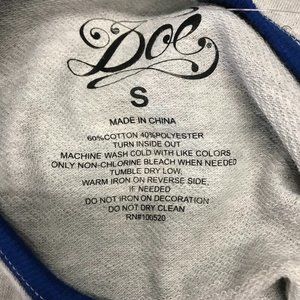 Doe
S
MADE IN CHINA
60%COTTON 40%POLYESTER
TURN INSIDE OUT
MACHINE WASH COLD WITH LIKE COLORS
ONLY NON-CHLORINE BLEACH WHEN NEEDED
TUMBLE DRY LOW,
WARM IRON ON REVERSE SIDE,
IF NEEDED
DO NOT IRON ON DECORATION
DO NOT DRY CLEAN
RN#100520